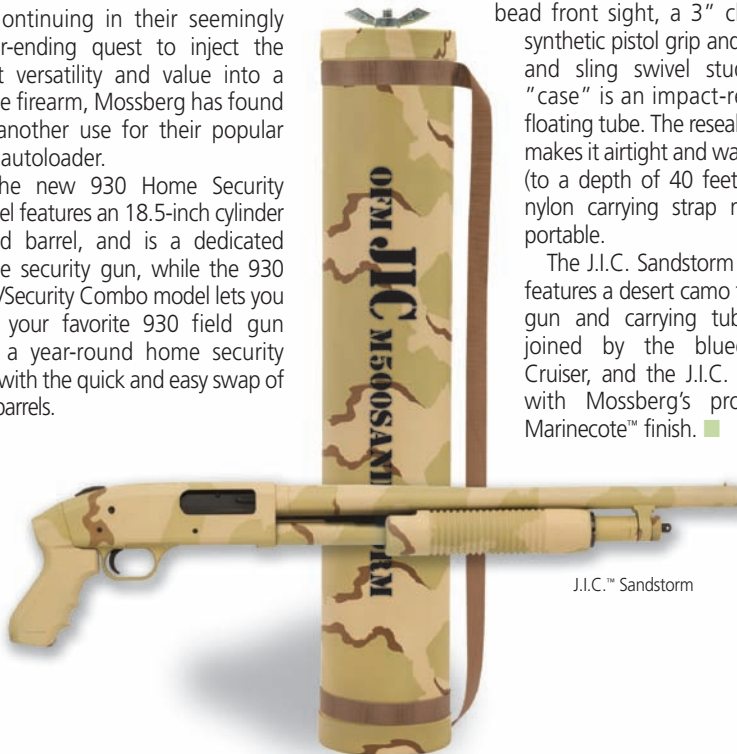 ontinuing in their seemingly
r-ending quest to inject the
t versatility and value into a
e firearm, Mossberg has found
another use for their popular
autoloader.
he new 930 Home Security
el features an 18.5-inch cylinder
d barrel, and is a dedicated
e security gun, while the 930
/Security Combo model lets you
your favorite 930 field gun
a year-round home security
with the quick and easy swap of
barrels.
OFM JIC M500SAN
RM
bead front sight, a 3” c
synthetic pistol grip and
and sling swivel stud
“case” is an impact-re
floating tube. The reseal
makes it airtight and wa
(to a depth of 40 feet
nylon carrying strap m
portable.
The J.I.C. Sandstorm
features a desert camo f
gun and carrying tub
joined by the blue
Cruiser, and the J.I.C.
with Mossberg's pro
Marinecote™ finish.
J.I.C.™ Sandstorm